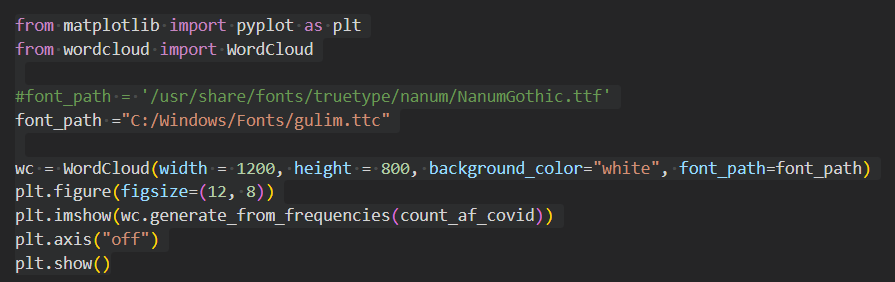 from matplotlib import pyplot as plt
from wordcloud import WordCloud
#font_path = '/usr/share/fonts/truetype/nanum/NanumGothic.ttf'
font_path ="C:/Windows/Fonts/gulim.ttc"
wc = WordCloud(width = 1200, height = 800, background_color="white", font_path=font_path)
plt.figure(figsize=(12, 8))
plt.imshow(wc.generate_from_frequencies(count_af_covid))
plt.axis("off")
plt.show()